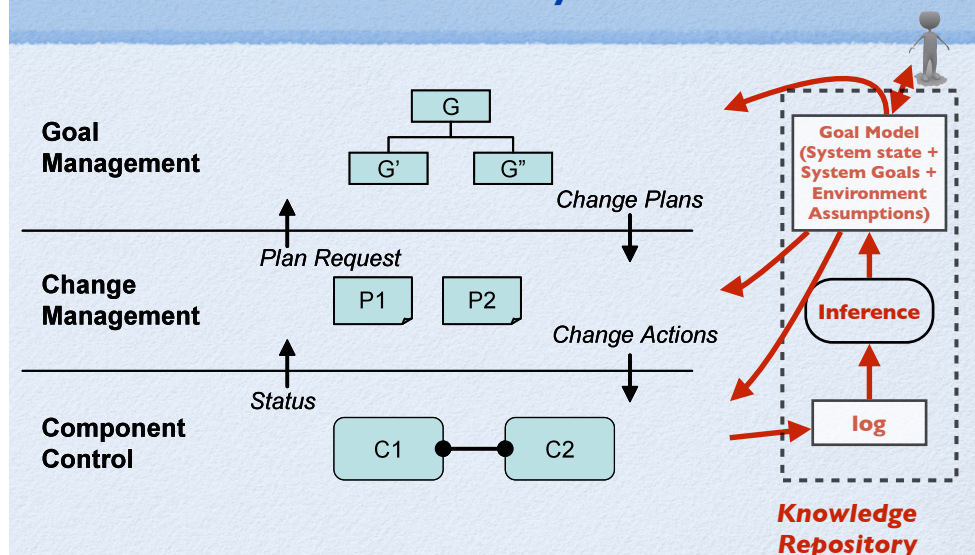 Goal
Management
G
G'
G"
Change Plans
Plan Request
Change
Management
P1
P2
Change Actions
Status
Component
Control
C1
C2
Goal Model
(System state +
System Goals +
Environment
Assumptions)
Inference
log
Knowledge
Repository